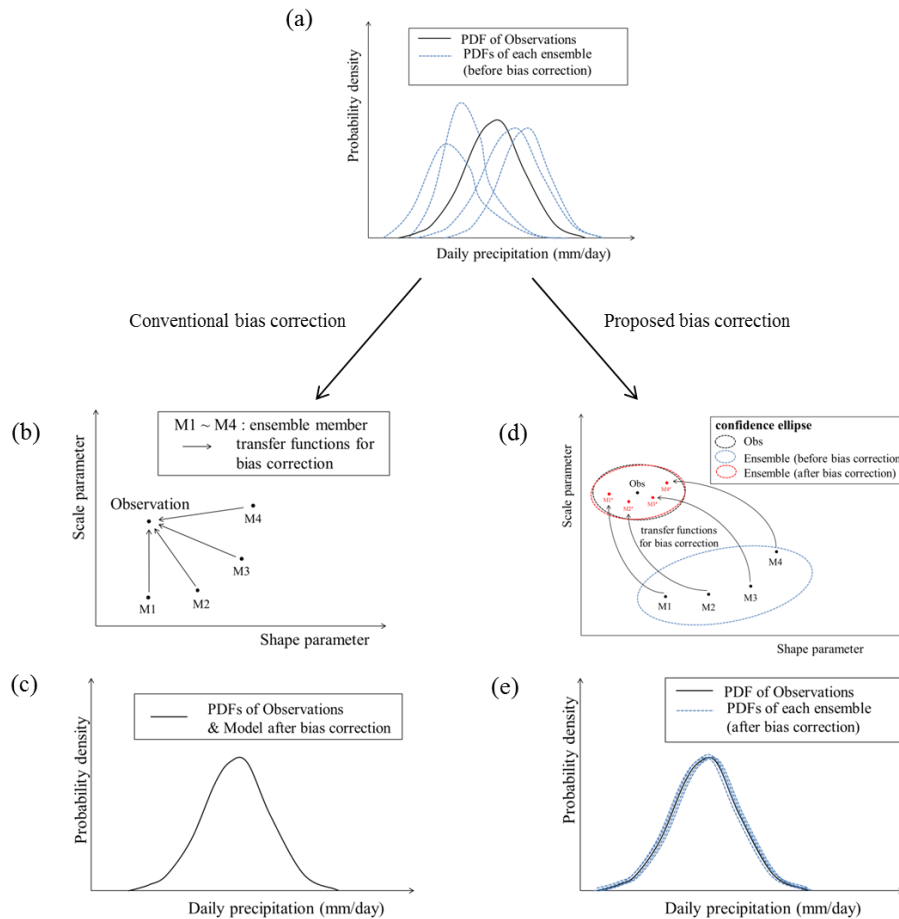 (a)
PDF of Observations
PDFs of each ensemble
(before bias correction)
Probability density
Daily precipitation (mm/day)
Conventional bias correction
Proposed bias correction
(b)
M1 ~ M4 : ensemble member
transfer functions for
bias correction
Scale parameter
Observation
M4
M3
M2
M1
Shape parameter
(d)
confidence ellipse
Obs
Ensemble (before bias correction)
Ensemble (after bias correction)
Scale parameter
Obs
M4*
M1*
M3*
M2*
transfer functions
for bias correction
M4
M3
M2
M1
Shape parameter
(c)
PDFs of Observations
& Model after bias correction
Probability density
Daily precipitation (mm/day)
(e)
PDF of Observations
PDFs of each ensemble
(after bias correction)
Probability density
Daily precipitation (mm/day)